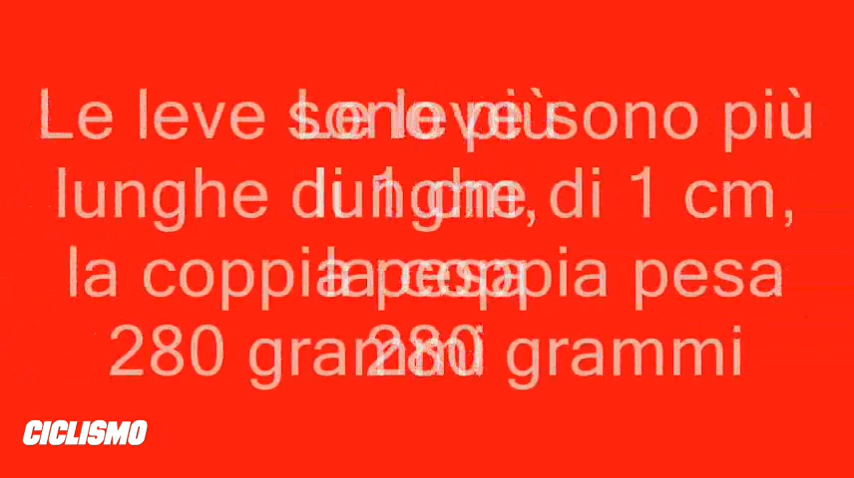 Le leve sono più
lunghe di 1 cm,
la coppia pesa
280 grammi
CICLISMO